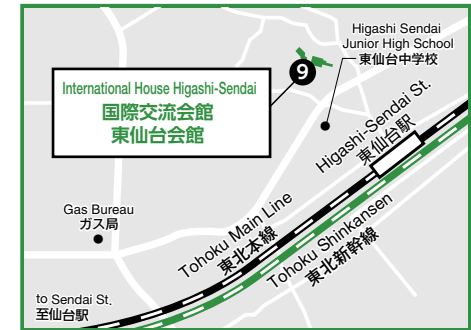 Higashi Sendai
Junior High School
東仙台中学校
9
International House Higashi-Sendai
国際交流会館
東仙台会館
Higashi-Sendai St.
東仙台駅
Gas Bureau
ガス局
Tohoku Main Line
東北本線
Tohoku Shinkansen
東北新幹線
to Sendai St.
至仙台駅